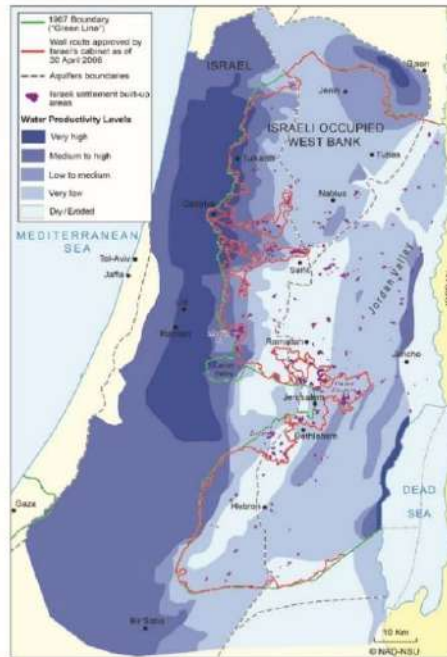 1967 Boundary
("Green Line")
Wall route approved by
Israel's cabinet as of
30 April 2006
Aquifers boundaries
Israeli settlement built-up
areas
Water Productivity Levels
Very high
Medium to high
Low to medium
Very low
Dry/Eroded
ISRAEL
Jenin
ISRAELI OCCUPIED
WEST BANK
Tulkarm
Tubas
Nablus
Qalqilya
MEDITERRANEAN
SEA
Tel-Aviv
Jaffa
Salfit
Jordan Valley
Ramallah
Jericho
Jerusalem
Bethlehem
Hebron
DEAD
SEA
Gaza
10 Km
© NAD-NSU